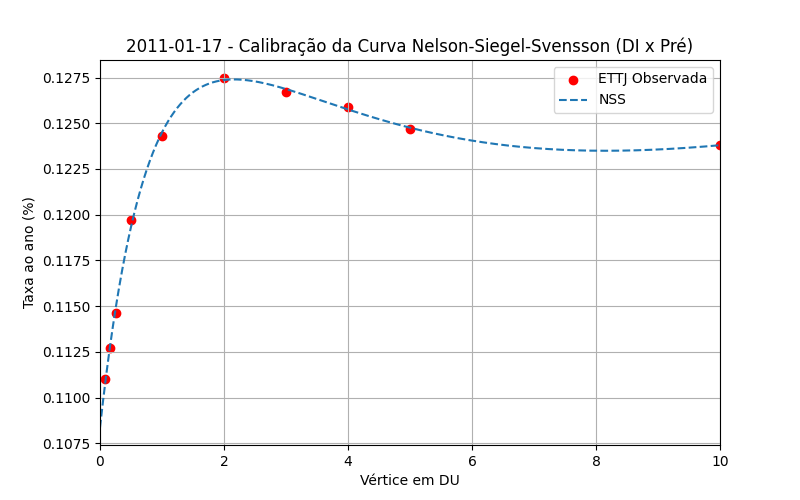 2011-01-17 - Calibração da Curva Nelson-Siegel-Svensson (DI x Pré)
ETTJ Observada
NSS
Taxa ao ano (%)
0.1275
0.1250
0.1225
0.1200
0.1175
0.1150
0.1125
0.1100
0.1075
0 2 4 6 8 10
Vértice em DU